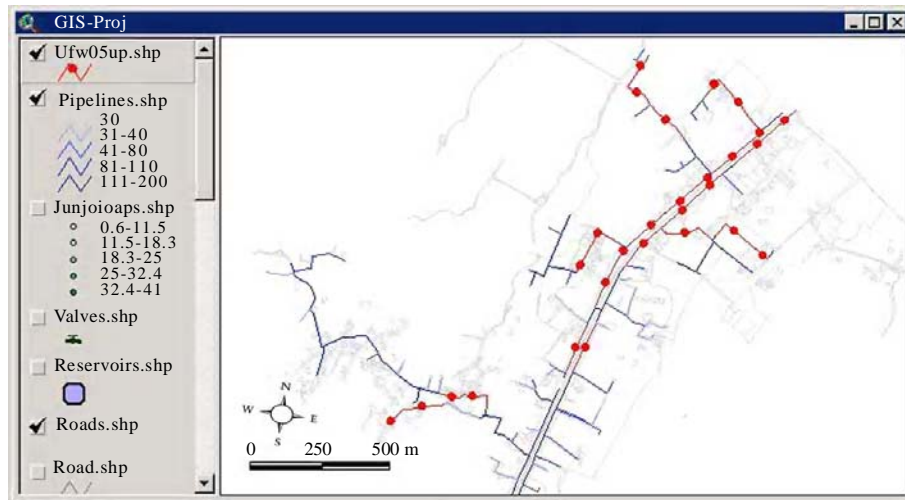 GIS-Proj
Ufw05up.shp
Pipelines.shp
30
31-40
41-80
81-110
111-200
Junjoioaps.shp
0.6-11.5
11.5-18.3
18.3-25
25-32.4
32.4-41
Valves.shp
Reservoirs.shp
Roads.shp
Road.shp
N
W E
S
0 250 500 m